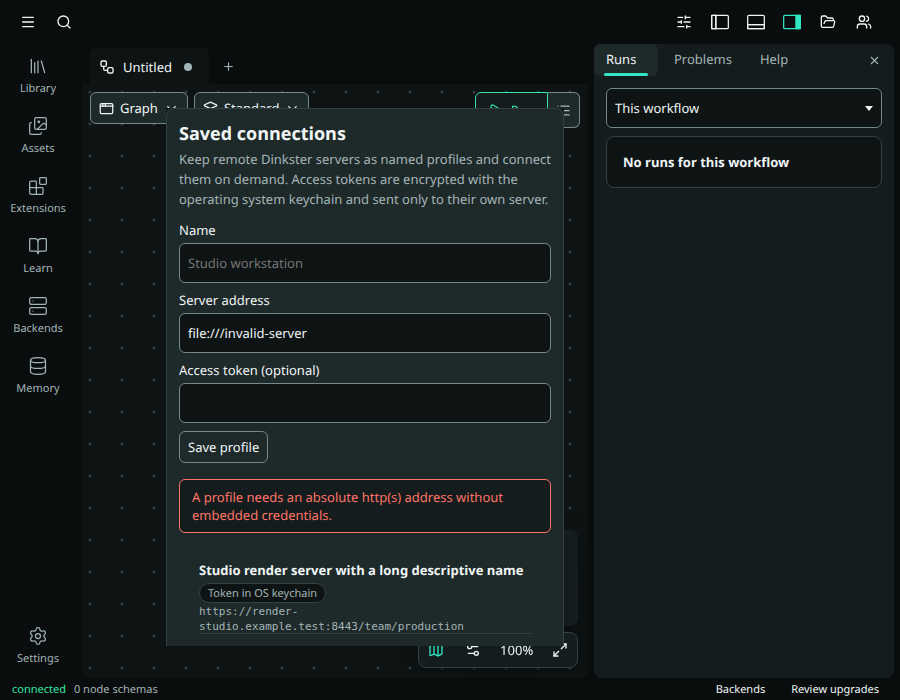 Untitled
Runs
Problems
Help
Library
Assets
Extensions
Learn
Backends
Memory
Settings
Graph
Standard
This workflow
No runs for this workflow
Saved connections
Keep remote Dinkster servers as named profiles and connect
them on demand. Access tokens are encrypted with the
operating system keychain and sent only to their own server.
Name
Studio workstation
Server address
file:///invalid-server
Access token (optional)
Save profile
A profile needs an absolute http(s) address without
embedded credentials.
Studio render server with a long descriptive name
Token in OS keychain
https://render-
studio.example.test:8443/team/production
100%
connected
0 node schemas
Backends
Review upgrades